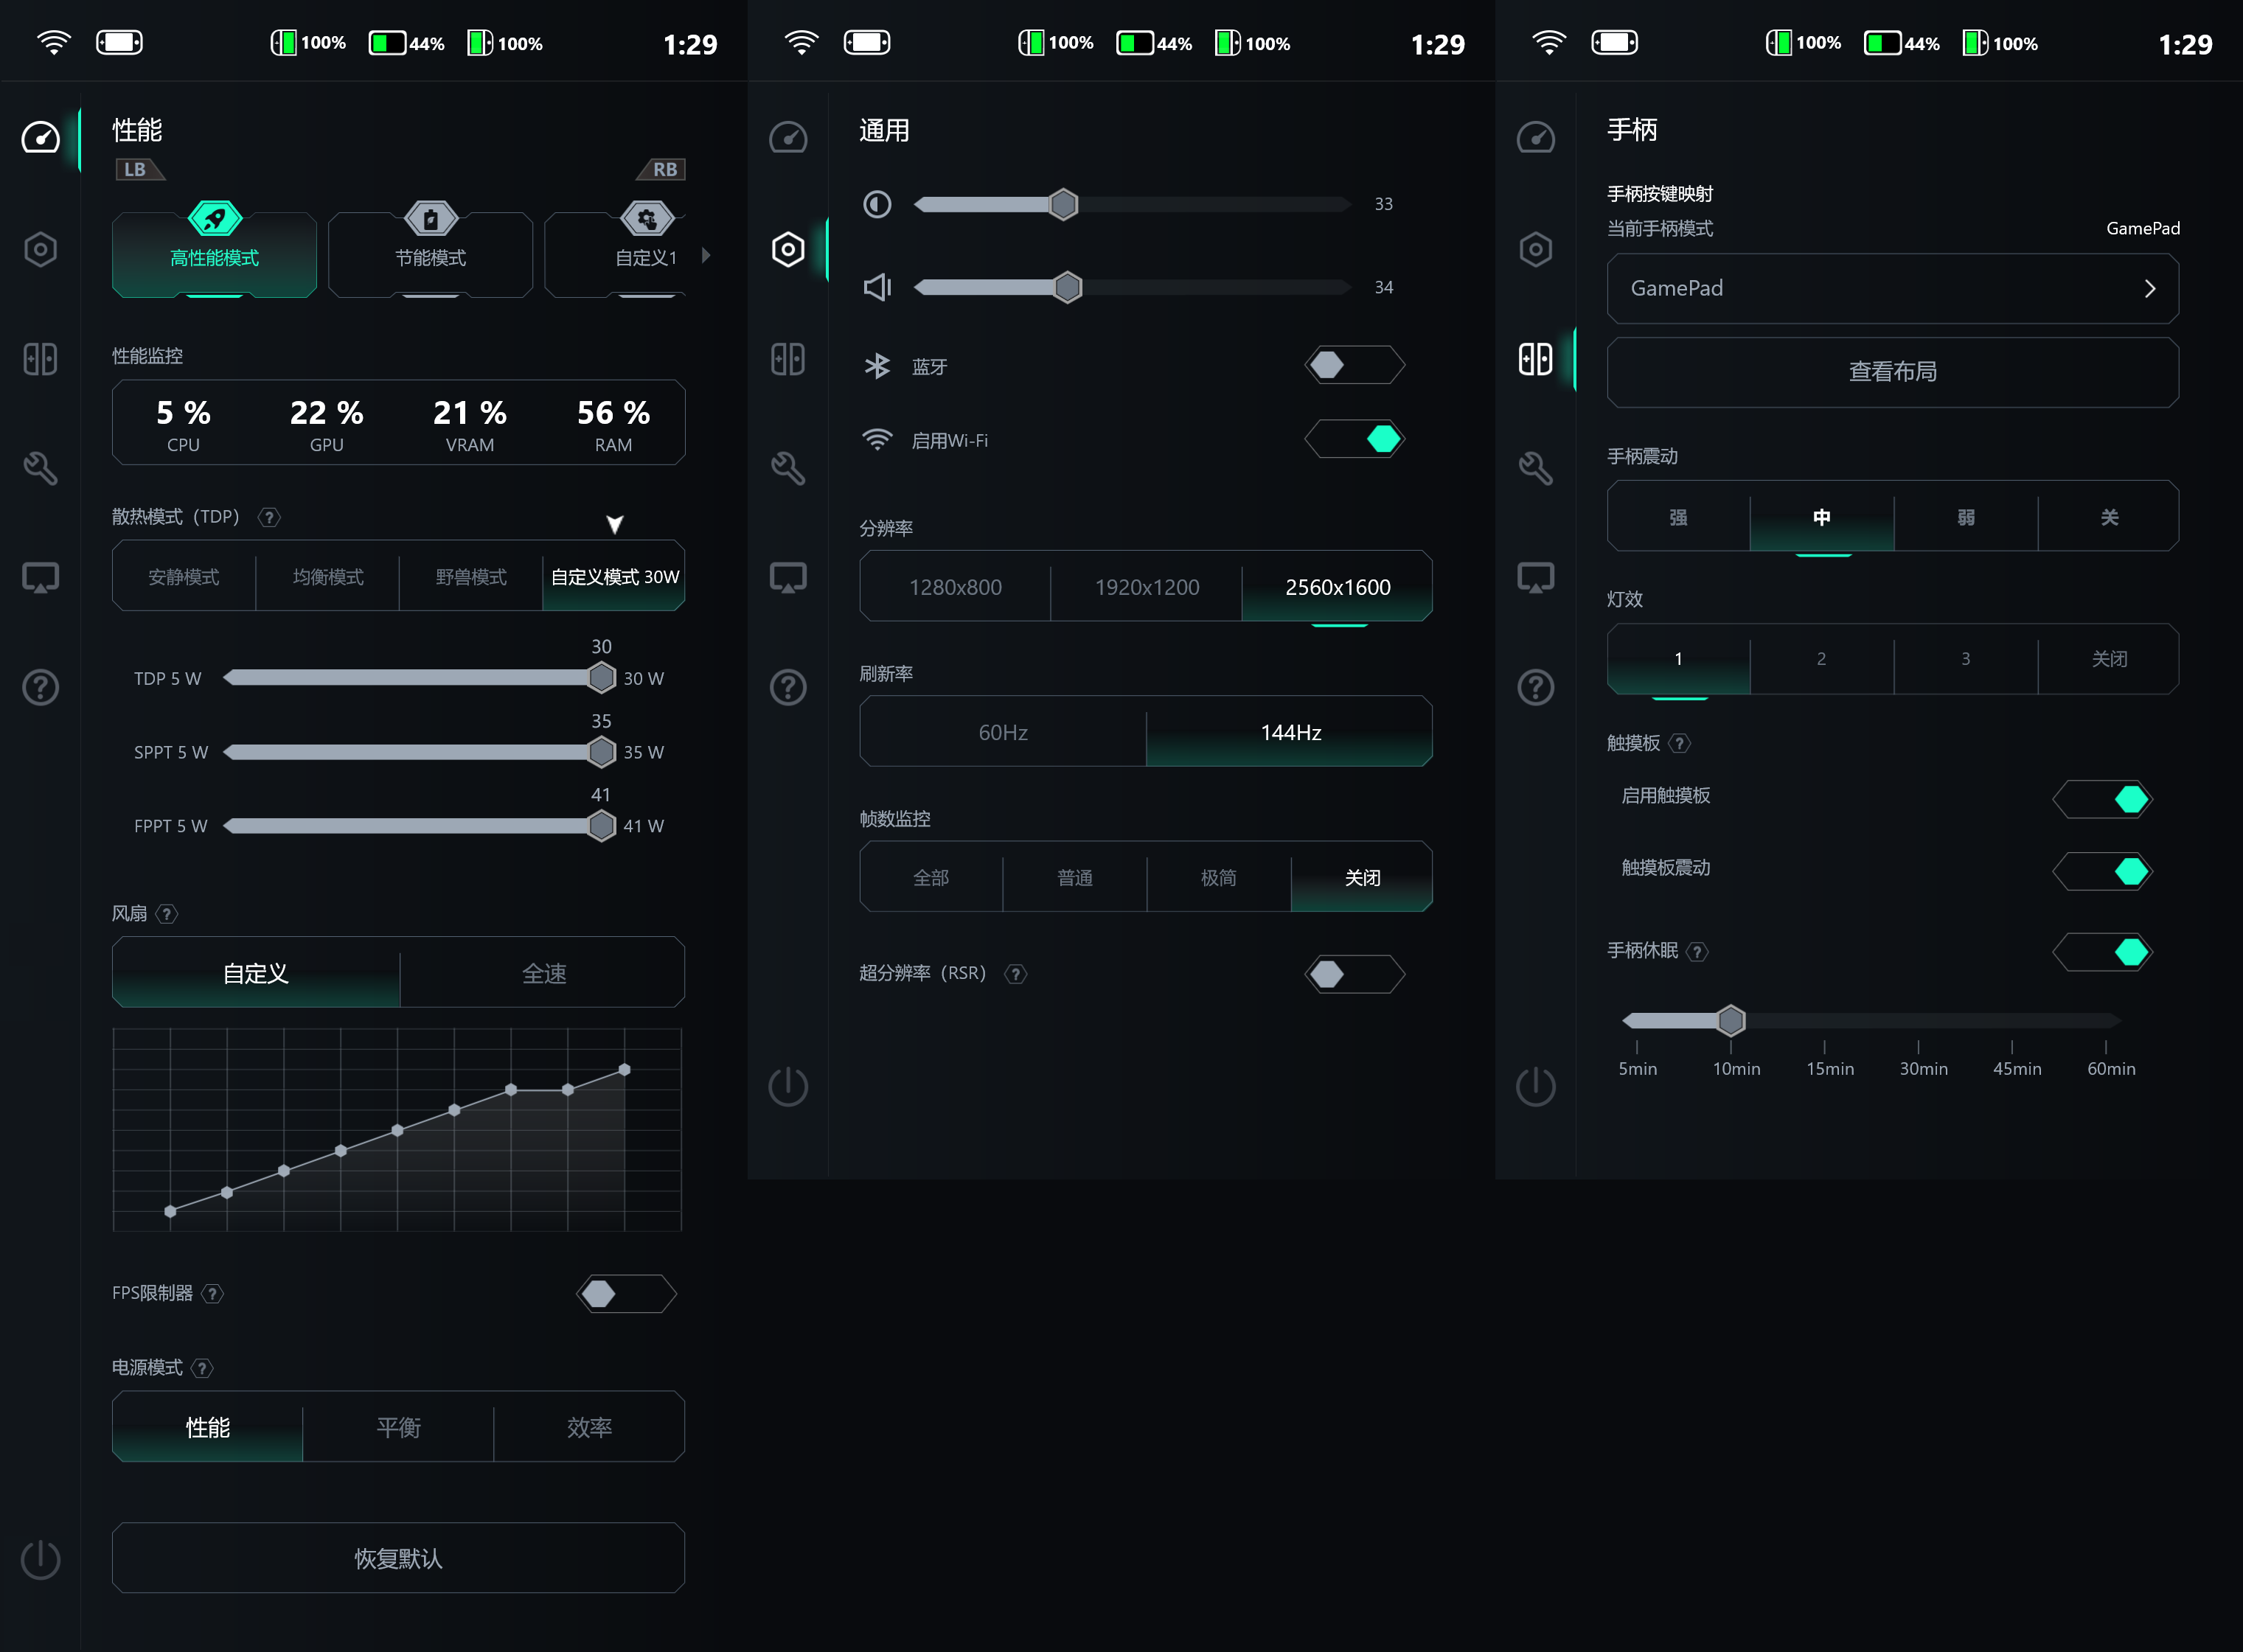 100% 44% 100% 1:29
性能
LB RB
高性能模式 节能模式 自定义1
性能监控
5 % 22 % 21 % 56 %
CPU GPU VRAM RAM
散热模式（TDP） ?
安静模式 均衡模式 野兽模式 自定义模式 30W
30
TDP 5 W 30 W
35
SPPT 5 W 35 W
41
FPPT 5 W 41 W
风扇 ?
自定义 全速
FPS限制器 ?
电源模式 ?
性能 平衡 效率
恢复默认
100% 44% 100% 1:29
通用
33
34
蓝牙
启用Wi-Fi
分辨率
1280x800 1920x1200 2560x1600
刷新率
60Hz 144Hz
帧数监控
全部 普通 极简 关闭
超分辨率（RSR） ?
100% 44% 100% 1:29
手柄
手柄按键映射
当前手柄模式 GamePad
GamePad
查看布局
手柄震动
强 中 弱 关
灯效
1 2 3 关闭
触摸板 ?
启用触摸板
触摸板震动
手柄休眠 ?
5min 10min 15min 30min 45min 60min